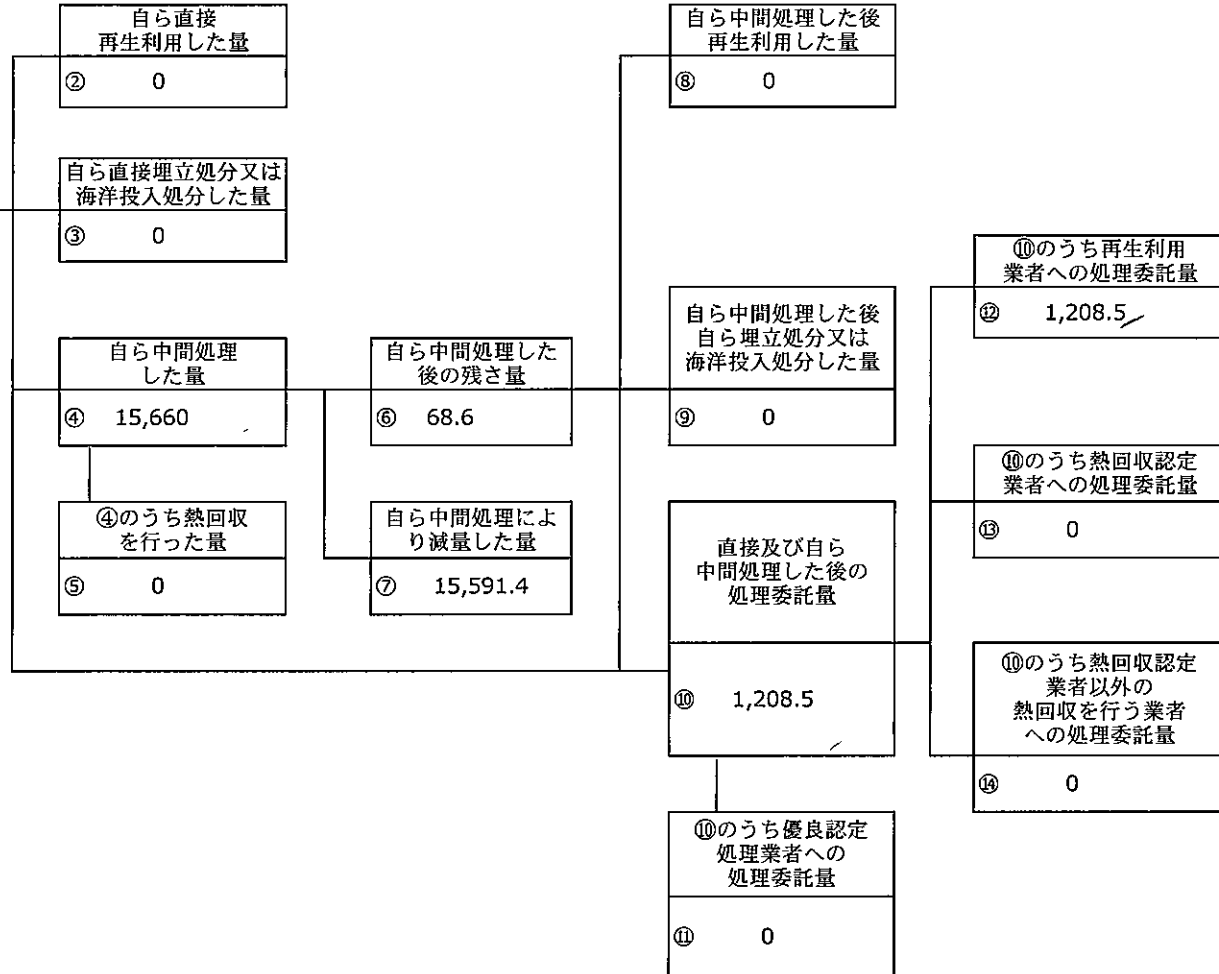 自ら直接
再生利用した量
② 0
自ら直接埋立処分又は
海洋投入処分した量
③ 0
自ら中間処理
した量
④ 15,660
④のうち熱回収
を行った量
⑤ 0
自ら中間処理した
後の残さ量
⑥ 68.6
自ら中間処理によ
り減量した量
⑦ 15,591.4
自ら中間処理した後
再生利用した量
⑧ 0
自ら中間処理した後
自ら埋立処分又は
海洋投入処分した量
⑨ 0
直接及び自ら
中間処理した後の
処理委託量
⑩ 1,208.5
⑩のうち優良認定
処理業者への
処理委託量
⑪ 0
⑩のうち再生利用
業者への処理委託量
⑫ 1,208.5
⑩のうち熱回収認定
業者への処理委託量
⑬ 0
⑩のうち熱回収認定
業者以外の
熱回収を行う業者
への処理委託量
⑭ 0